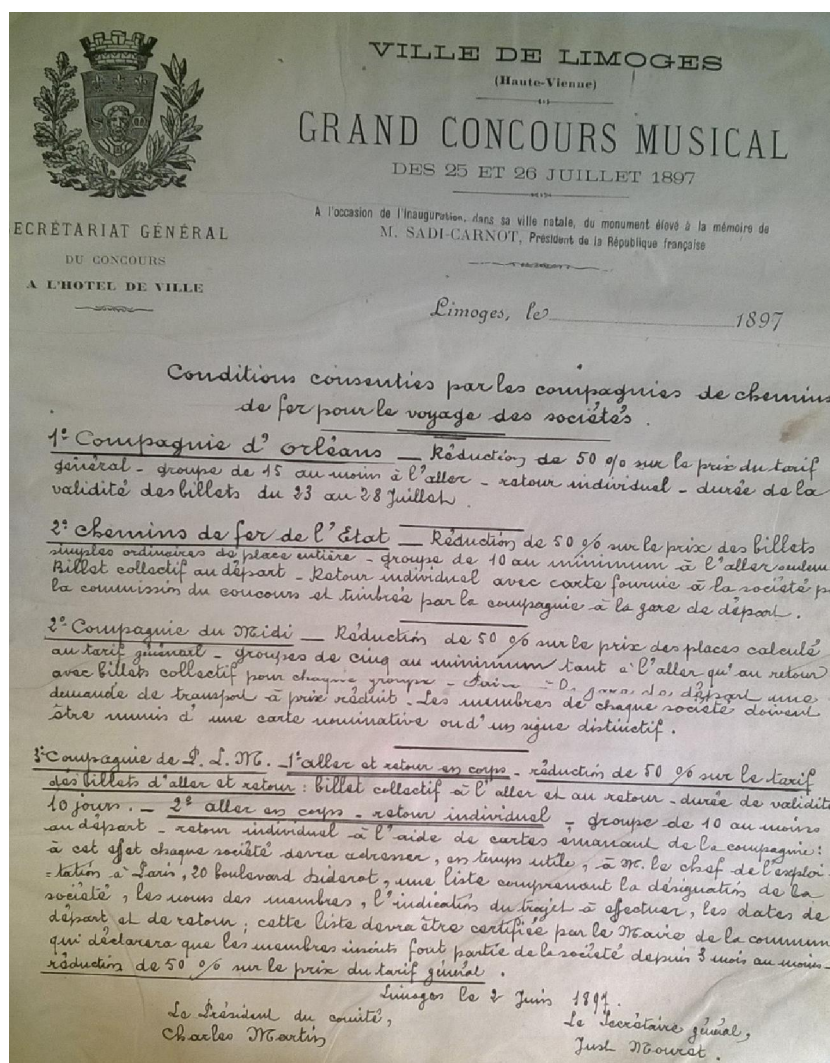 VILLE DE LIMOGES
(Haute-Vienne)
GRAND CONCOURS MUSICAL
DES 25 ET 26 JUILLET 1897
A l'occasion de l'Inauguration, dans sa ville natale, du monument élevé à la mémoire de
M. SADI-CARNOT, Président de la République française
ECRÉTARIAT GÉNÉRAL
DU CONCOURS
A L'HOTEL DE VILLE
Limoges, le 1897
Conditions consenties par les compagnies de chemins
de fer pour le voyage des sociétés.
1º Compagnie d'Orléans — Réduction de 50 % sur le prix du tarif
général - groupe de 15 au moins à l'aller - retour individuel - durée de la
validité des billets du 23 au 28 Juillet.
2º Chemins de fer de l'Etat — Réduction de 50 % sur le prix des billets
simples ordinaires de place entière - groupe de 10 au minimum à l'aller seulem
Billet collectif au départ - Retour individuel avec carte fournie à la société p
la commission du concours et timbrée par la compagnie à la gare de départ.
2º Compagnie du Midi — Réduction de 50 % sur le prix des places calculé
au tarif général - groupes de cinq au minimum tant à l'aller qu'au retour
avec billets collectif pour chaque groupe - départ une
demande de transport à prix réduit - Les membres de chaque société doivent
être munis d'une carte nominative ou d'un signe distinctif.
3º Compagnie de P. L. M. - 1º aller et retour en corps - réduction de 50 % sur le tarif
des billets d'aller et retour : billet collectif à l'aller et au retour - durée de validité
10 jours. - 2º aller en corps - retour individuel - groupe de 10 au moins
au départ - retour individuel à l'aide de cartes émanant de la compagnie :
à cet efet chaque société devra adresser, en temps utile, à M. le chef de l'exploi
=tation à Paris, 20 boulevard Diderot, une liste comprenant la désignation de la
société, les noms des membres, l'indication du trajet à efectuer, les dates de
départ et de retour ; cette liste devra être certifiée par le Maire de la commun
qui déclarera que les membres inscrits font partie de la société depuis 3 mois au moins -
réduction de 50 % sur le prix du tarif général.
Limoges le 2 Juin 1897.
Le Président du comité,
Charles Martin
Le Secrétaire général,
Just Mouret.